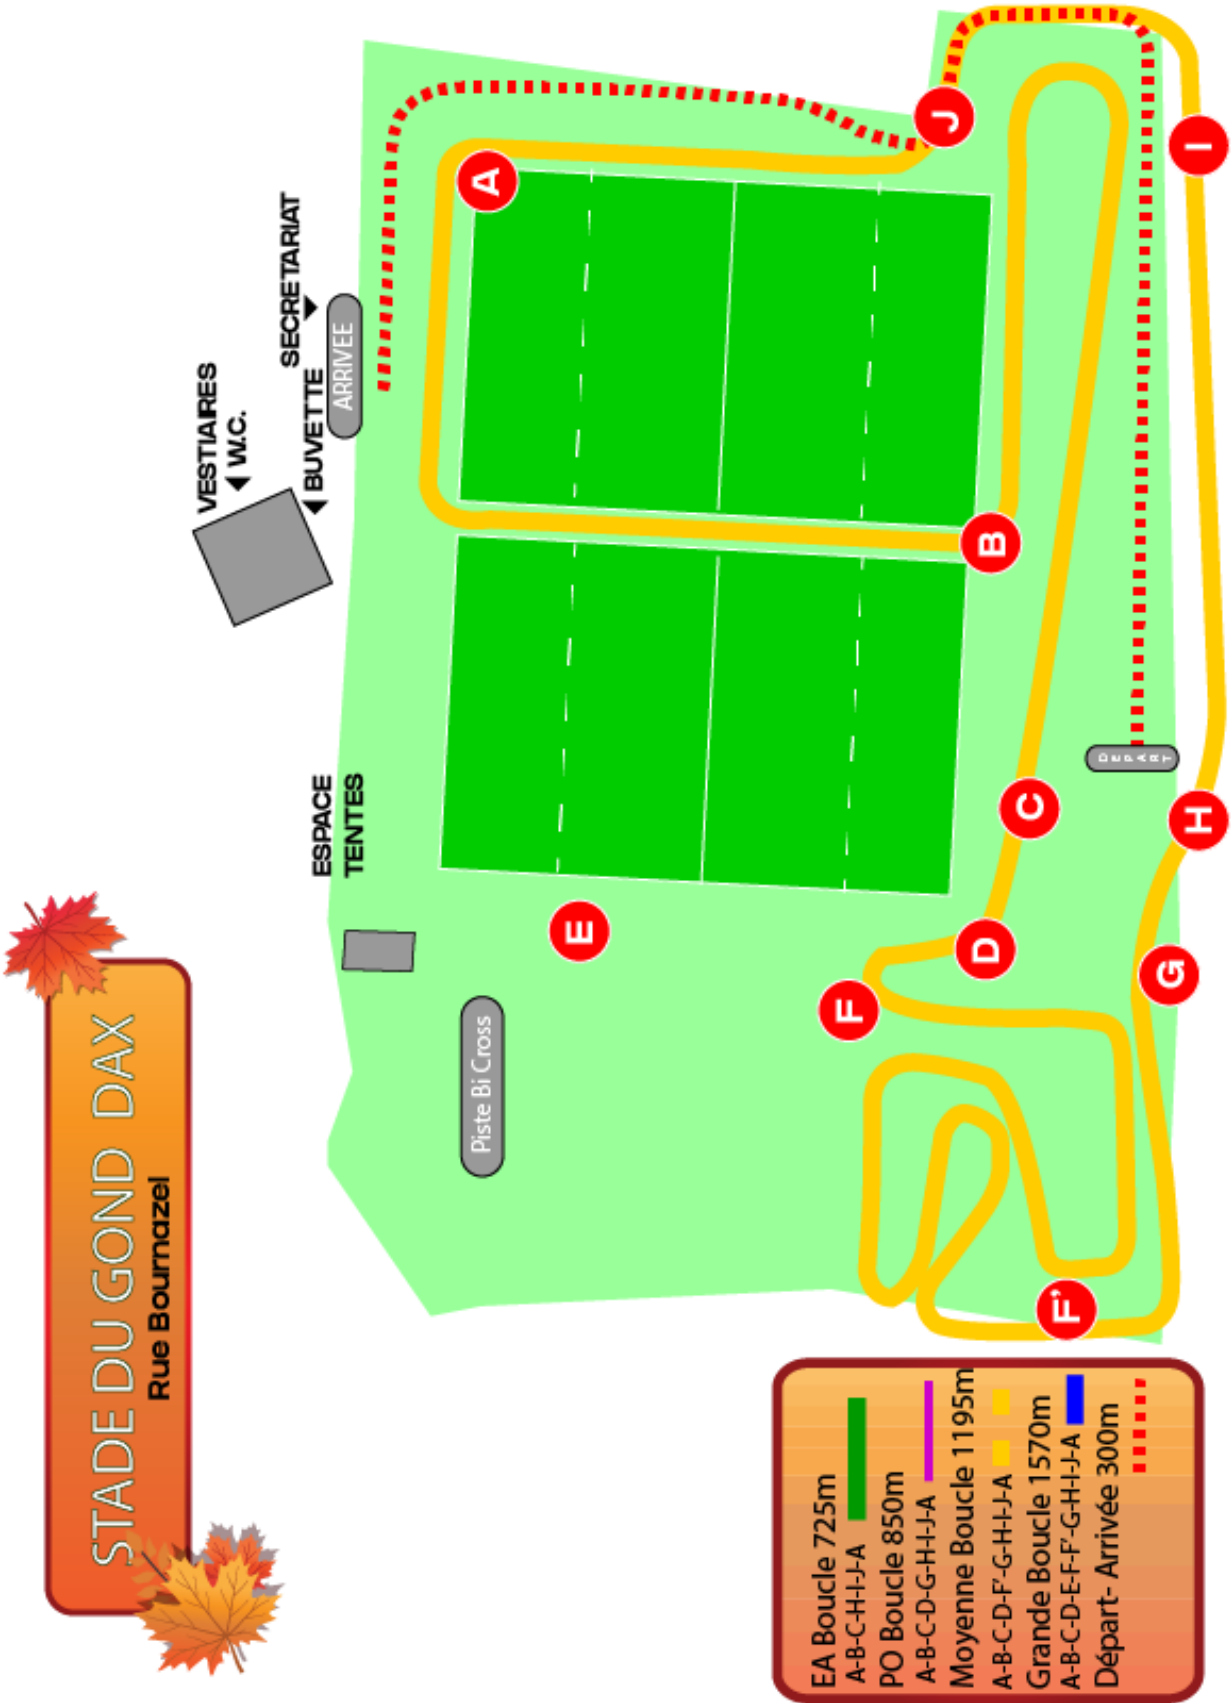 STADE DU GOND DAX
Rue Bournazel
VESTIAIRES
W.C.
BUVETTE
SECRETARIAT
ARRIVEE
ESPACE
TENTES
Piste Bi Cross
A
B
C
D
E
F
F'
G
H
I
J
DEPART
EA Boucle 725m
A-B-C-H-I-J-A
PO Boucle 850m
A-B-C-D-G-H-I-J-A
Moyenne Boucle 1195m
A-B-C-D-F'-G-H-I-J-A
Grande Boucle 1570m
A-B-C-D-E-F-F'-G-H-I-J-A
Départ- Arrivée 300m